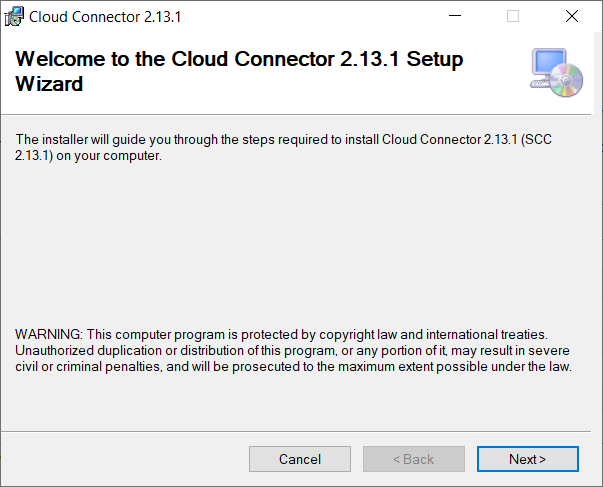 Cloud Connector 2.13.1
Welcome to the Cloud Connector 2.13.1 Setup
Wizard
The installer will guide you through the steps required to install Cloud Connector 2.13.1 (SCC
2.13.1) on your computer.
WARNING: This computer program is protected by copyright law and international treaties.
Unauthorized duplication or distribution of this program, or any portion of it, may result in severe
civil or criminal penalties, and will be prosecuted to the maximum extent possible under the law.
Cancel
< Back
Next >